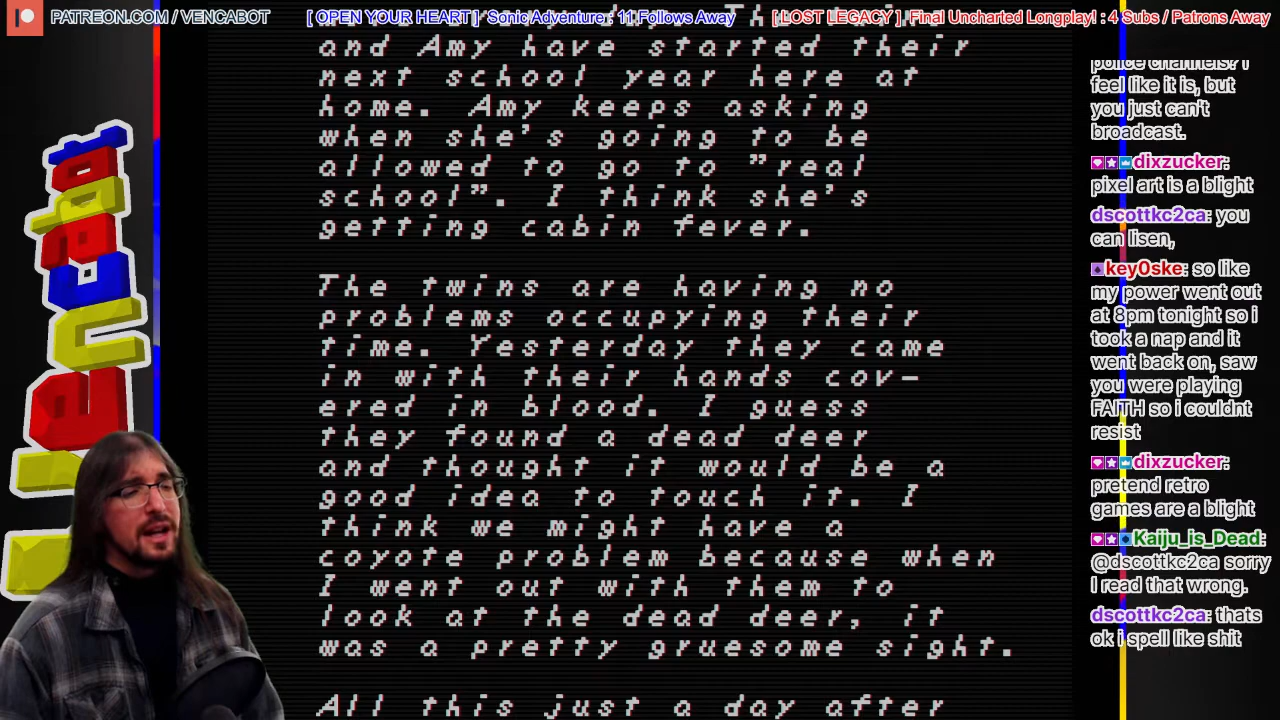 PATREON.COM / VENCABOT
[ OPEN YOUR HEART ] Sonic Adventure : 11 Follows Away
[ LOST LEGACY ] Final Uncharted Longplay! : 4 Subs / Patrons Away
and Amy have started their
next school year here at
home. Amy keeps asking
when she's going to be
allowed to go to "real
school". I think she's
getting cabin fever.
The twins are having no
problems occupying their
time. Yesterday they came
in with their hands cov-
ered in blood. I guess
they found a dead deer
and thought it would be a
good idea to touch it. I
think we might have a
coyote problem because when
I went out with them to
look at the dead deer, it
was a pretty gruesome sight.
All this just a day after
police channels? I
feel like it is, but
you just can't
broadcast.
dixzucker:
pixel art is a blight
dscottkc2ca: you
can lisen,
key0ske: so like
my power went out
at 8pm tonight so i
took a nap and it
went back on, saw
you were playing
FAITH so i couldnt
resist
dixzucker:
pretend retro
games are a blight
Kaiju_is_Dead:
@dscottkc2ca sorry
I read that wrong.
dscottkc2ca: thats
ok i spell like shit